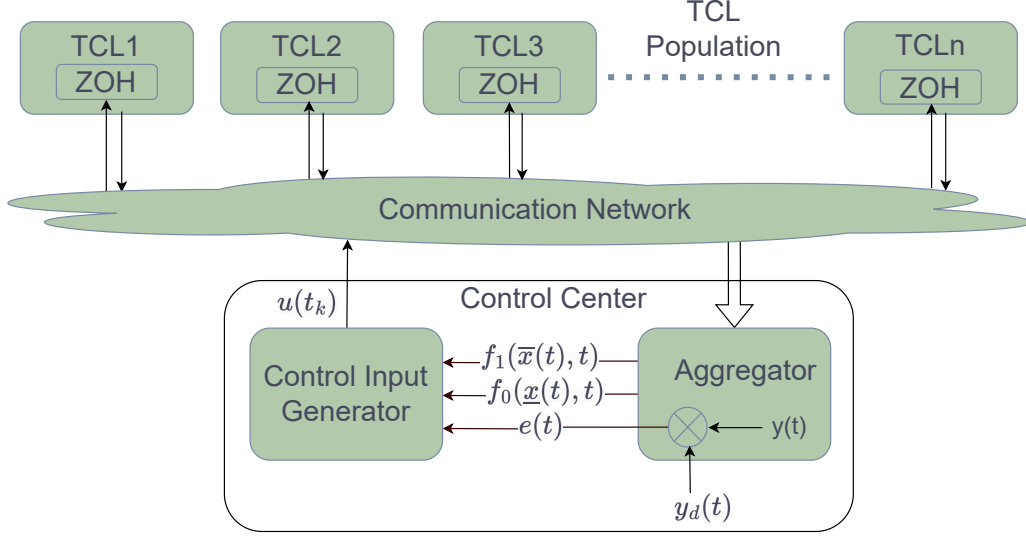 TCL1
ZOH
TCL2
ZOH
TCL3
ZOH
TCL
Population
TCLn
ZOH
Communication Network
u(t_k)
Control Center
Control Input
Generator
f_1(x̅(t), t)
f_0(x̲(t), t)
e(t)
Aggregator
y(t)
y_d(t)